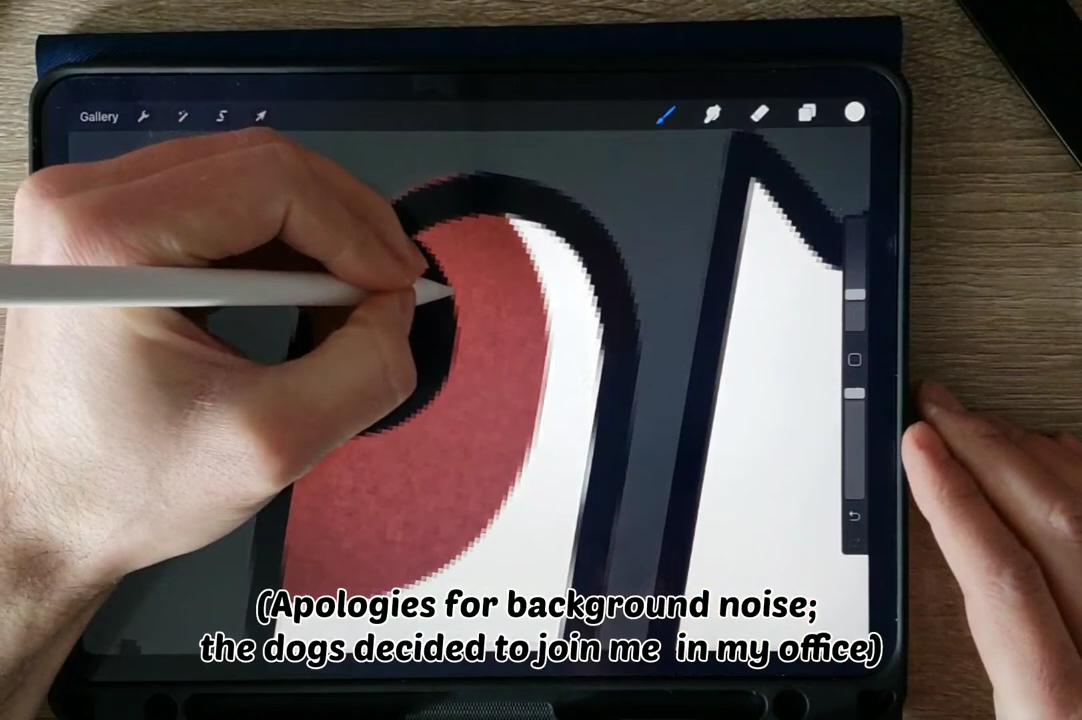 Gallery
(Apologies for background noise;
the dogs decided to join me in my office)